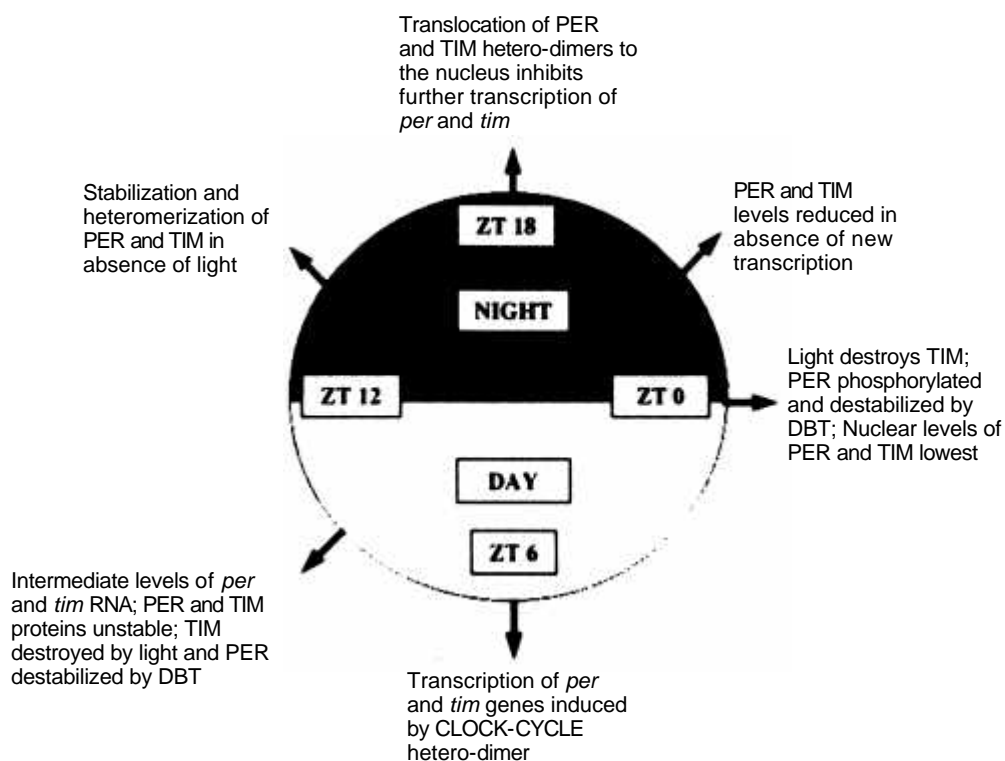 Translocation of PER
and TIM hetero-dimers to
the nucleus inhibits
further transcription of
per and tim
Stabilization and
heteromerization of
PER and TIM in
absence of light
PER and TIM
levels reduced in
absence of new
transcription
ZT 18
NIGHT
ZT 12
ZT 0
Light destroys TIM;
PER phosphorylated
and destabilized by
DBT; Nuclear levels of
PER and TIM lowest
DAY
ZT 6
Intermediate levels of per
and tim RNA; PER and TIM
proteins unstable; TIM
destroyed by light and PER
destabilized by DBT
Transcription of per
and tim genes induced
by CLOCK-CYCLE
hetero-dimer